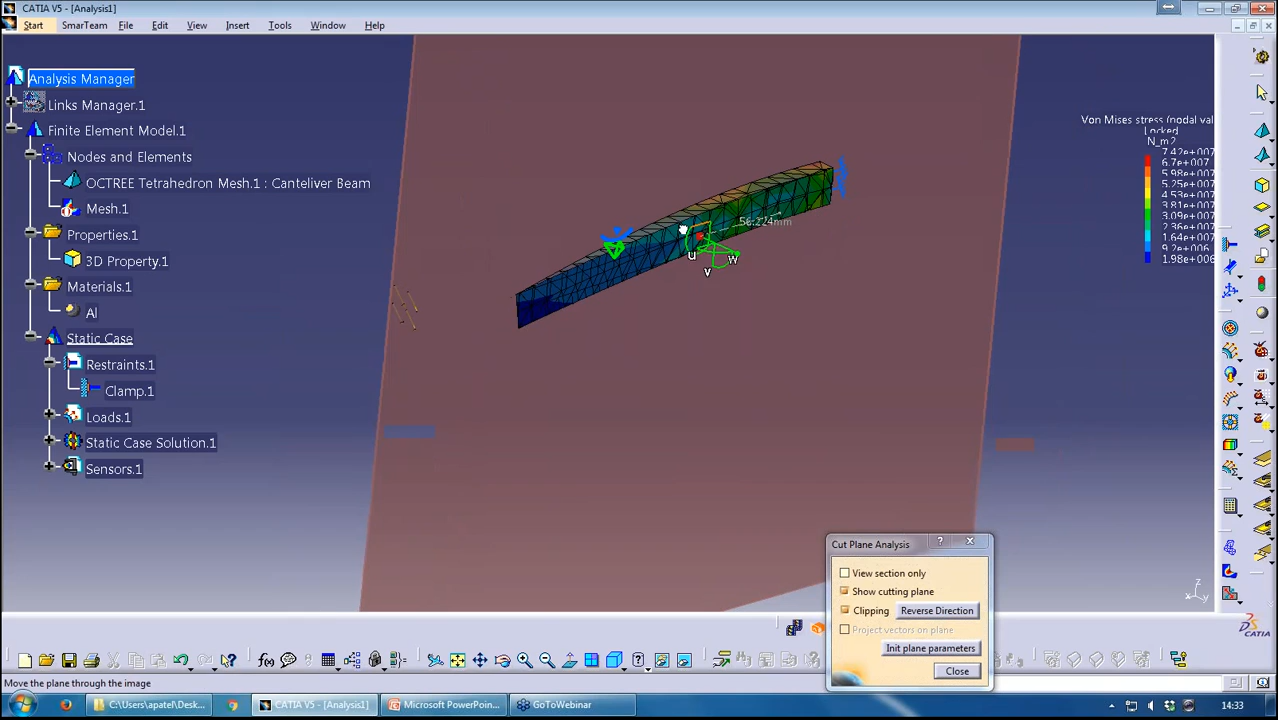 CATIA V5 - [Analysis1]
Start SmarTeam File Edit View Insert Tools Window Help
Analysis Manager
Links Manager.1
Finite Element Model.1
Nodes and Elements
OCTREE Tetrahedron Mesh.1 : Canteliver Beam
Mesh.1
Properties.1
3D Property.1
Materials.1
Al
Static Case
Restraints.1
Clamp.1
Loads.1
Static Case Solution.1
Sensors.1
u
v
w
Von Mises stress (nodal val
Locked
N_m2
7.42e+007
6.7e+007
5.98e+007
5.25e+007
4.53e+007
3.81e+007
3.09e+007
2.36e+007
1.64e+007
9.2e+006
1.98e+006
Cut Plane Analysis ?
View section only
Show cutting plane
Clipping Reverse Direction
Project vectors on plane
Init plane parameters
Close
z
x
y
f(x)
Move the plane through the image
C:\Users\apatel\Desk...
CATIA V5 - [Analysis1]
Microsoft PowerPoin...
GoToWebinar
14:33